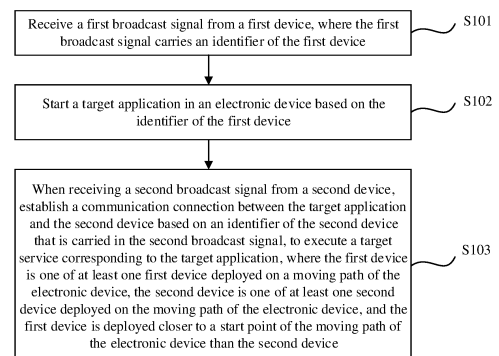 Receive a first broadcast signal from a first device, where the first
broadcast signal carries an identifier of the first device
S101
Start a target application in an electronic device based on the
identifier of the first device
S102
When receiving a second broadcast signal from a second device,
establish a communication connection between the target application
and the second device based on an identifier of the second device
that is carried in the second broadcast signal, to execute a target
service corresponding to the target application, where the first device
is one of at least one first device deployed on a moving path of the
electronic device, the second device is one of at least one second
device deployed on the moving path of the electronic device, and the
first device is deployed closer to a start point of the moving path of
the electronic device than the second device
S103